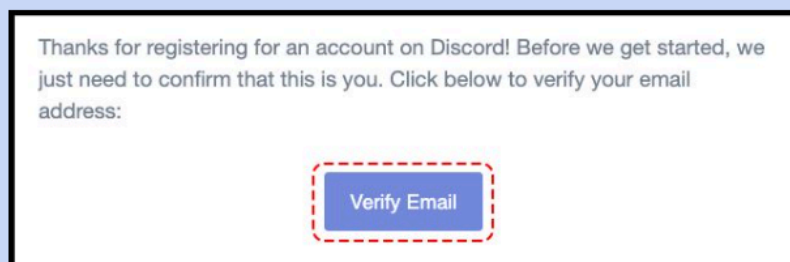 Thanks for registering for an account on Discord! Before we get started, we
just need to confirm that this is you. Click below to verify your email
address:
Verify Email